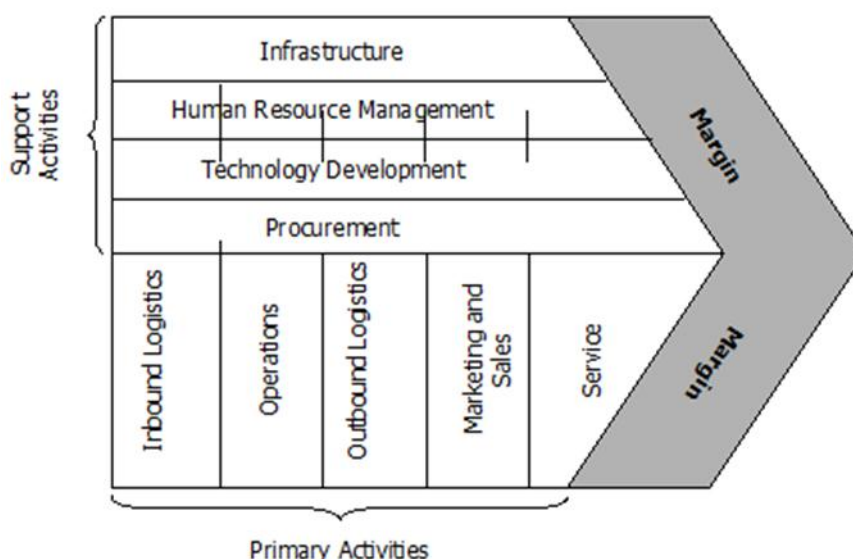 Support
Activities
Infrastructure
Human Resource Management
Technology Development
Procurement
Inbound Logistics
Operations
Outbound Logistics
Marketing and
Sales
Service
Margin
Margin
Primary Activities